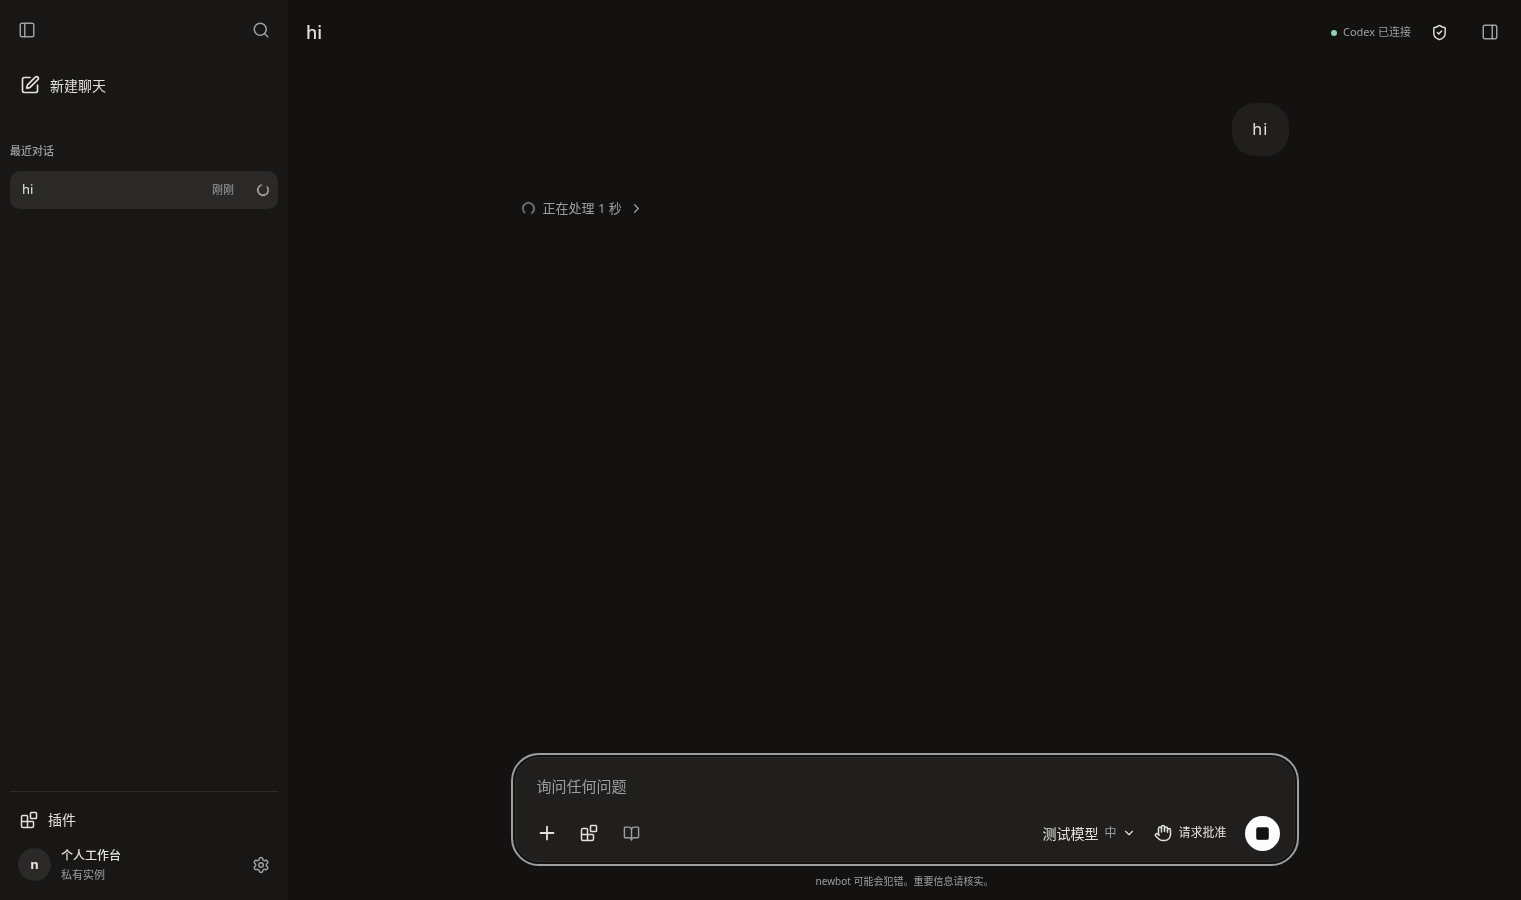 hi
Codex 已连接
新建聊天
hi
最近对话
hi 刚刚
正在处理 1 秒
询问任何问题
测试模型 中 请求批准
插件
n 个人工作台
私有实例
newbot 可能会犯错。重要信息请核实。